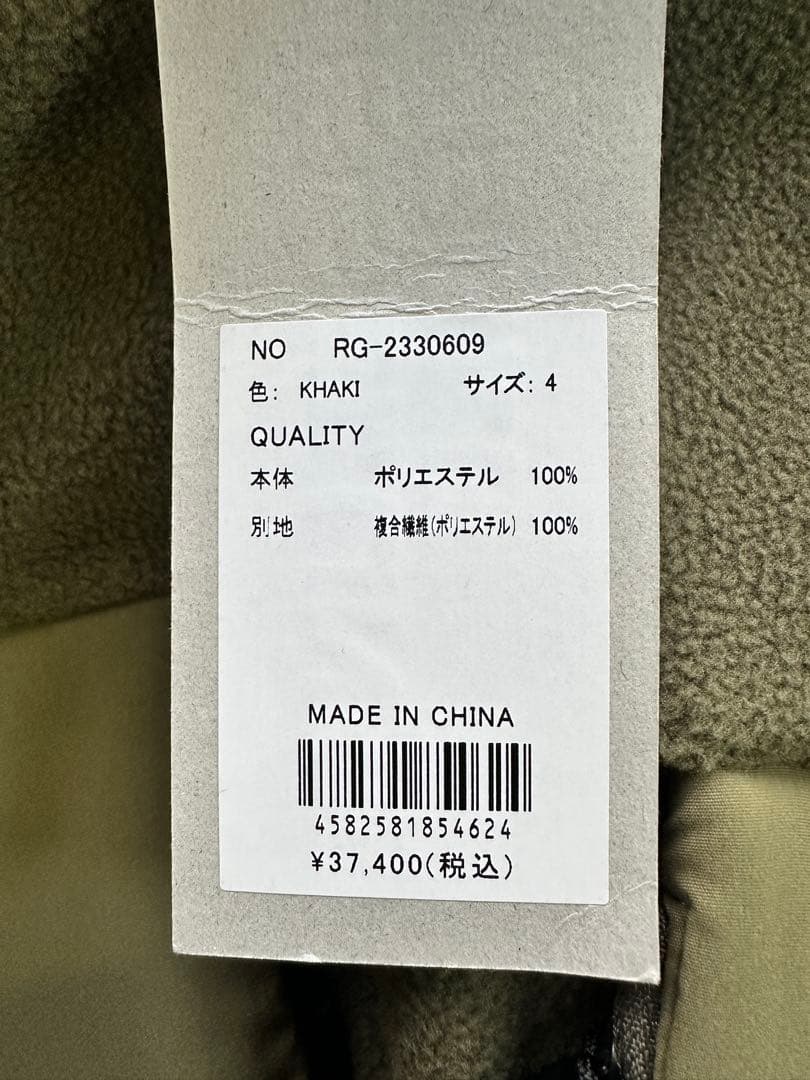 NO RG-2330609
色: KHAKI サイズ: 4
QUALITY
本体 ポリエステル 100%
別地 複合繊維(ポリエステル) 100%
MADE IN CHINA
4582581854624
¥37,400(税込)